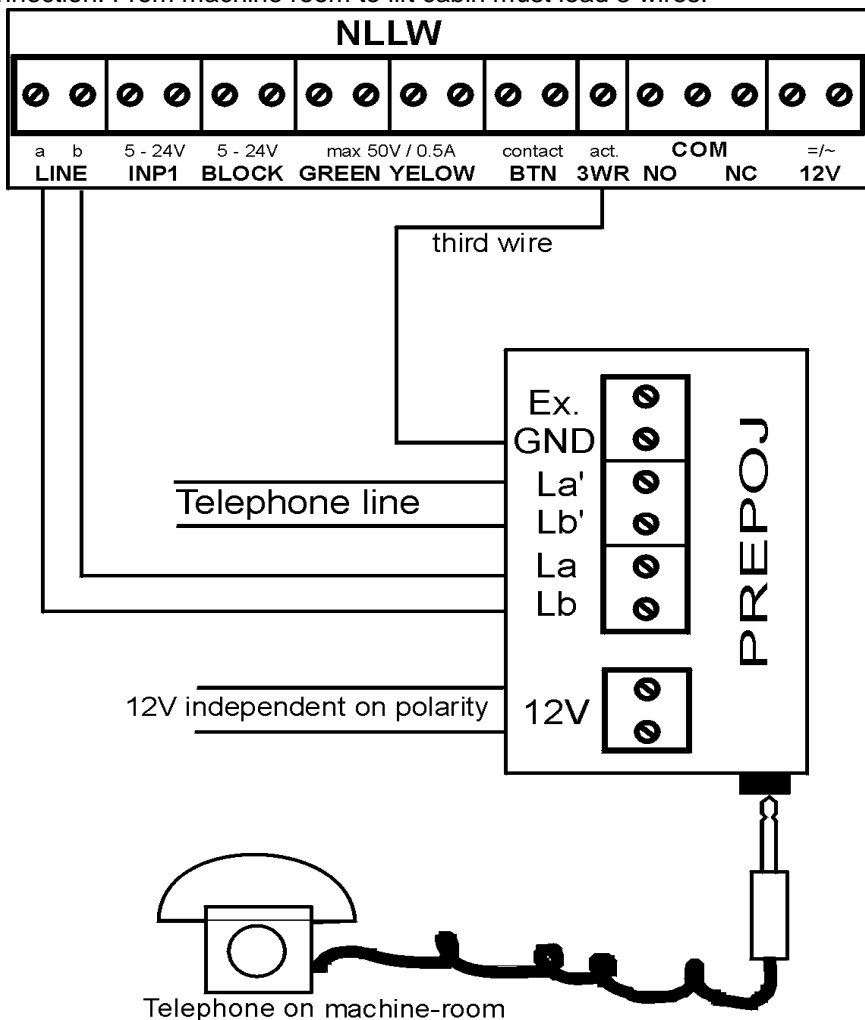 From machine room to lift cabin must lead 3 wires.
NLLW
a b 5 - 24V 5 - 24V max 50V / 0.5A contact act. COM =/~
LINE INP1 BLOCK GREEN YELOW BTN 3WR NO NC 12V
third wire
Ex.
GND
La'
Telephone line
Lb'
La
Lb
PREPOJ
12V independent on polarity
12V
Telephone on machine-room